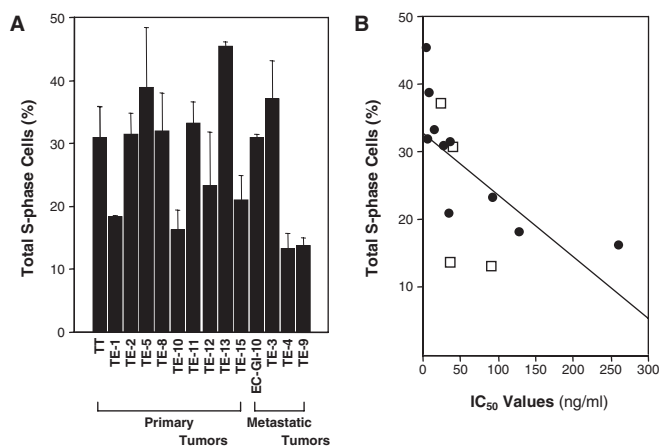 A
Total S-phase Cells (%)
50
40
30
20
10
0
TT
TE-1
TE-2
TE-5
TE-8
TE-10
TE-11
TE-12
TE-13
TE-15
EC-GI-10
TE-3
TE-4
TE-9
Primary
Tumors
Metastatic
Tumors
B
Total S-phase Cells (%)
50
40
30
20
10
0
50
100
150
200
250
300
IC50 Values (ng/ml)